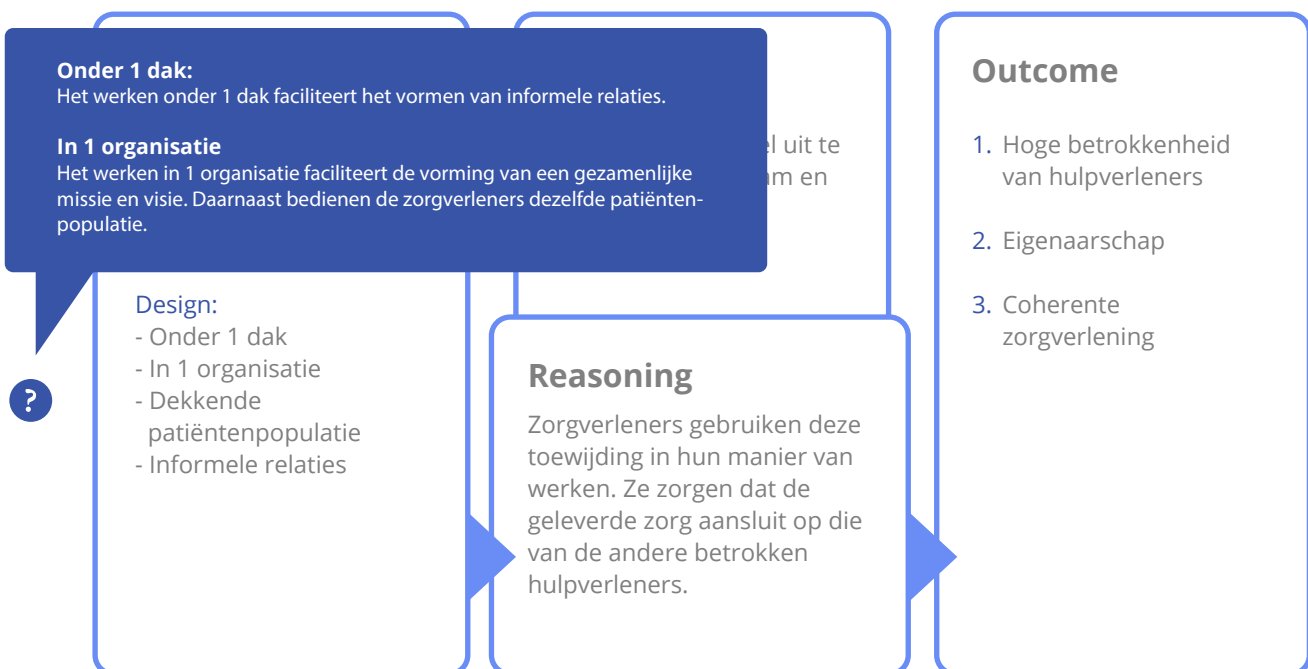 Onder 1 dak:
Het werken onder 1 dak faciliteert het vormen van informele relaties.
In 1 organisatie
Het werken in 1 organisatie faciliteert de vorming van een gezamenlijke
missie en visie. Daarnaast bedienen de zorgverleners dezelfde patiënten-
populatie.
?
Design:
- Onder 1 dak
- In 1 organisatie
- Dekkende
patiëntenpopulatie
- Informele relaties
uit te
en
Reasoning
Zorgverleners gebruiken deze
toewijding in hun manier van
werken. Ze zorgen dat de
geleverde zorg aansluit op die
van de andere betrokken
hulpverleners.
Outcome
1. Hoge betrokkenheid
van hulpverleners
2. Eigenaarschap
3. Coherente
zorgverlening